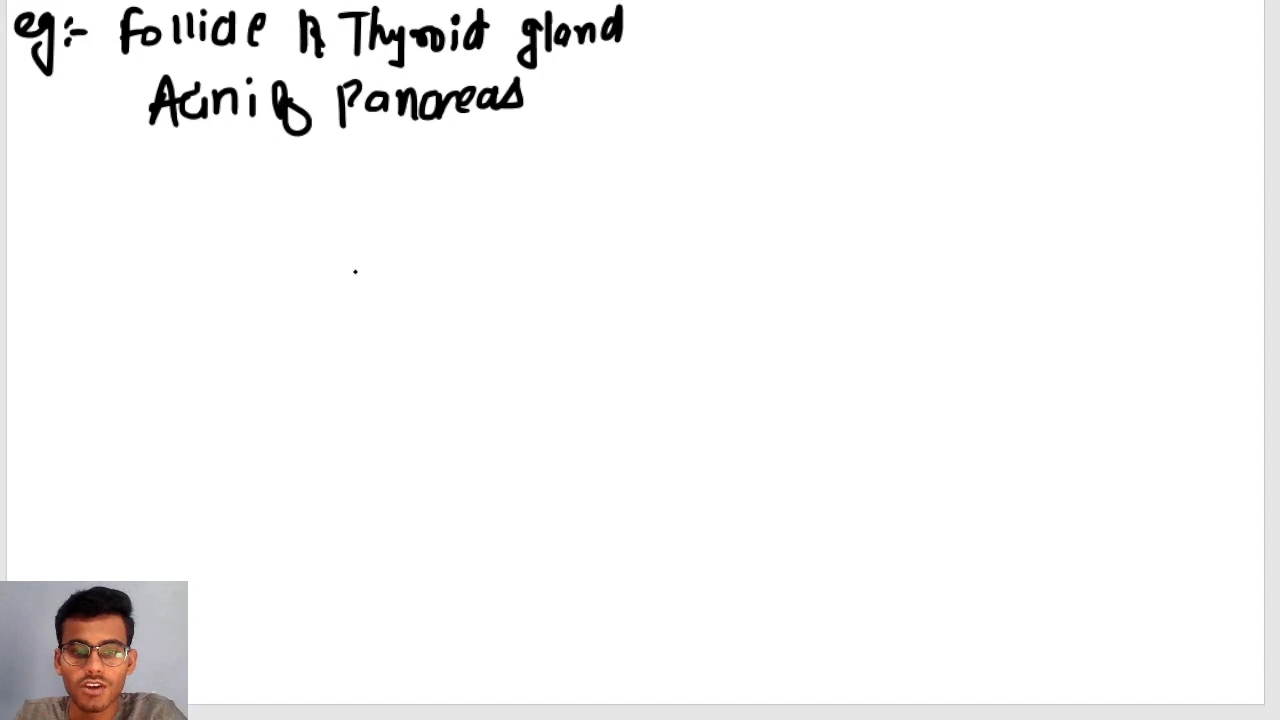 eg:- Follicle of Thyroid gland
Acini of Pancreas